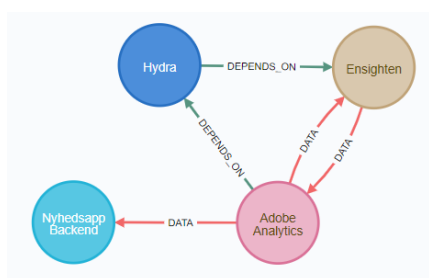 Hydra
DEPENDS_ON
Ensighten
DEPENDS_ON
DATA
DATA
Nyhedsapp
Backend
DATA
Adobe
Analytics